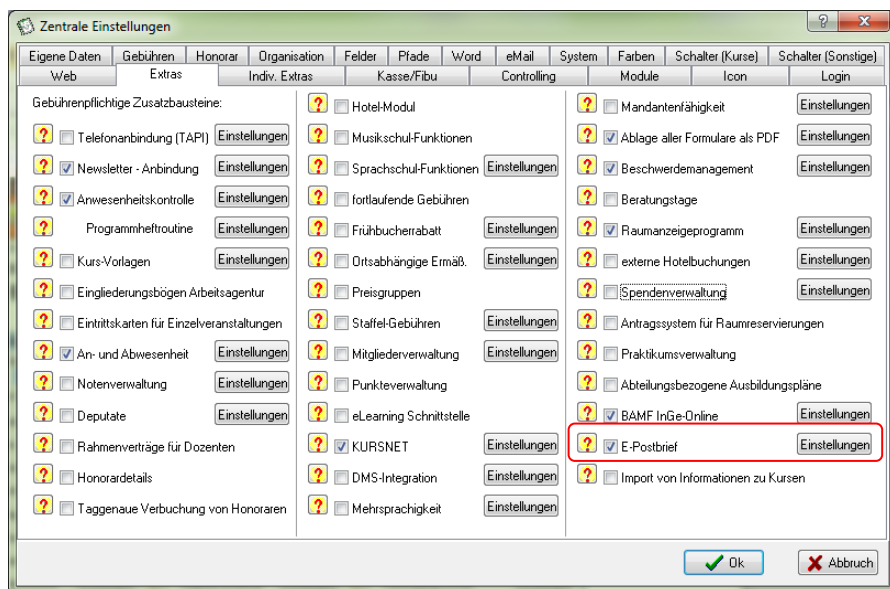 Zentrale Einstellungen
Eigene Daten Gebühren Honorar Organisation Felder Pfade Word eMail System Farben Schalter (Kurse) Schalter (Sonstige)
Web Extras Indiv. Extras Kasse/Fibu Controlling Module Icon Login
Gebührenpflichtige Zusatzbausteine:
Telefonanbindung (TAPI) Einstellungen
Newsletter - Anbindung Einstellungen
Anwesenheitskontrolle Einstellungen
Programmheftroutine Einstellungen
Kurs-Vorlagen Einstellungen
Eingliederungsbögen Arbeitsagentur
Eintrittskarten für Einzelveranstaltungen
An- und Abwesenheit Einstellungen
Notenverwaltung Einstellungen
Deputate Einstellungen
Rahmenverträge für Dozenten
Honorardetails
Taggenaue Verbuchung von Honoraren
Hotel-Modul
Musikschul-Funktionen
Sprachschul-Funktionen Einstellungen
fortlaufende Gebühren
Frühbucherrabatt Einstellungen
Ortsabhängige Ermäß. Einstellungen
Preisgruppen
Staffel-Gebühren Einstellungen
Mitgliederverwaltung Einstellungen
Punkteverwaltung
eLearning Schnittstelle
KURSNET Einstellungen
DMS-Integration Einstellungen
Mehrsprachigkeit Einstellungen
Mandantenfähigkeit Einstellungen
Ablage aller Formulare als PDF Einstellungen
Beschwerdemanagement Einstellungen
Beratungstage
Raumanzeigeprogramm Einstellungen
externe Hotelbuchungen Einstellungen
Spendenverwaltung Einstellungen
Antragssystem für Raumreservierungen
Praktikumsverwaltung
Abteilungsbezogene Ausbildungspläne
BAMF InGe-Online Einstellungen
E-Postbrief Einstellungen
Import von Informationen zu Kursen
Ok Abbruch